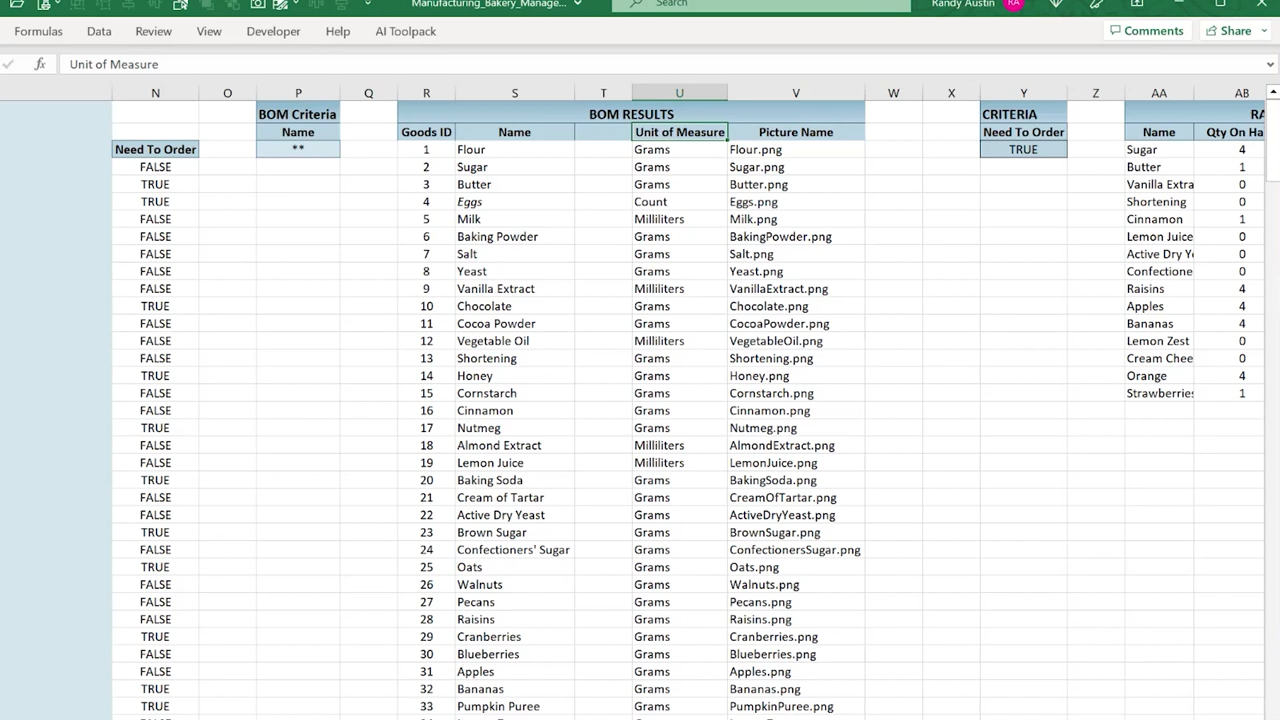 Manufacturing_Bakery_Manage... Search Randy Austin RA
Formulas Data Review View Developer Help AI Toolpack Comments Share
fx Unit of Measure
N O P Q R S T U V W X Y Z AA AB
BOM Criteria BOM RESULTS CRITERIA RA
Name Goods ID Name Unit of Measure Picture Name Need To Order Name Qty On Ha
Need To Order ** 1 Flour Grams Flour.png TRUE Sugar 4
FALSE 2 Sugar Grams Sugar.png Butter 1
TRUE 3 Butter Grams Butter.png Vanilla Extra 0
TRUE 4 Eggs Count Eggs.png Shortening 0
FALSE 5 Milk Milliliters Milk.png Cinnamon 1
FALSE 6 Baking Powder Grams BakingPowder.png Lemon Juice 0
FALSE 7 Salt Grams Salt.png Active Dry Y 0
FALSE 8 Yeast Grams Yeast.png Confectione 0
FALSE 9 Vanilla Extract Milliliters VanillaExtract.png Raisins 4
TRUE 10 Chocolate Grams Chocolate.png Apples 4
FALSE 11 Cocoa Powder Grams CocoaPowder.png Bananas 4
FALSE 12 Vegetable Oil Milliliters VegetableOil.png Lemon Zest 0
FALSE 13 Shortening Grams Shortening.png Cream Chee 0
TRUE 14 Honey Grams Honey.png Orange 4
FALSE 15 Cornstarch Grams Cornstarch.png Strawberries 1
FALSE 16 Cinnamon Grams Cinnamon.png
TRUE 17 Nutmeg Grams Nutmeg.png
FALSE 18 Almond Extract Milliliters AlmondExtract.png
FALSE 19 Lemon Juice Milliliters LemonJuice.png
TRUE 20 Baking Soda Grams BakingSoda.png
FALSE 21 Cream of Tartar Grams CreamOfTartar.png
FALSE 22 Active Dry Yeast Grams ActiveDryYeast.png
TRUE 23 Brown Sugar Grams BrownSugar.png
FALSE 24 Confectioners' Sugar Grams ConfectionersSugar.png
TRUE 25 Oats Grams Oats.png
FALSE 26 Walnuts Grams Walnuts.png
FALSE 27 Pecans Grams Pecans.png
FALSE 28 Raisins Grams Raisins.png
TRUE 29 Cranberries Grams Cranberries.png
FALSE 30 Blueberries Grams Blueberries.png
FALSE 31 Apples Grams Apples.png
TRUE 32 Bananas Grams Bananas.png
TRUE 33 Pumpkin Puree Grams PumpkinPuree.png